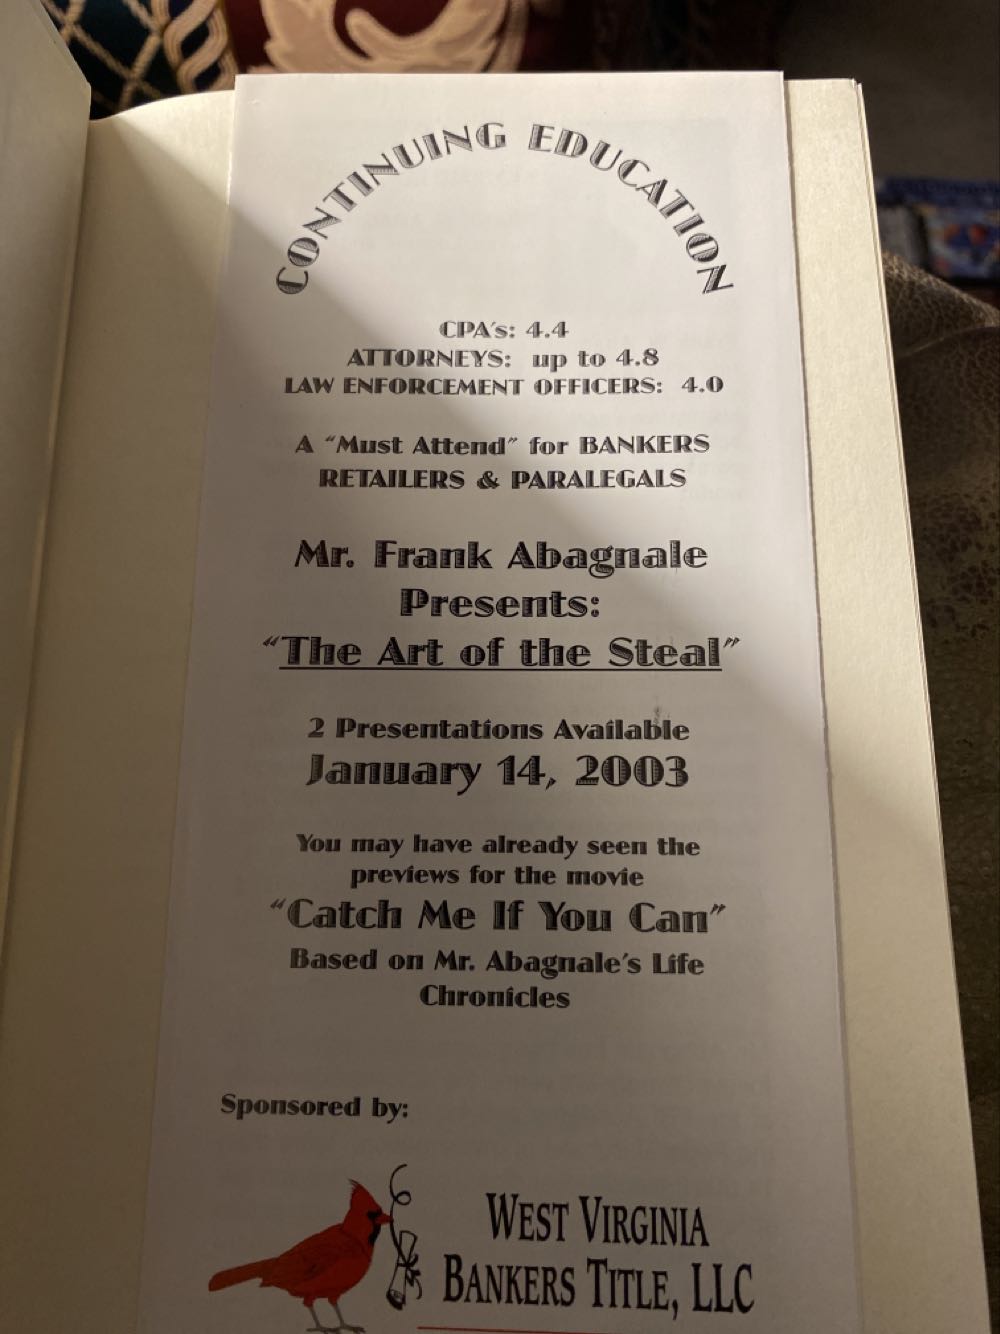 CONTINUING EDUCATION
CPA's: 4.4
ATTORNEYS: up to 4.8
LAW ENFORCEMENT OFFICERS: 4.0
A "Must Attend" for BANKERS
RETAILERS & PARALEGALS
Mr. Frank Abagnale
Presents:
"The Art of the Steal"
2 Presentations Available
January 14, 2003
You may have already seen the
previews for the movie
"Catch Me If You Can"
Based on Mr. Abagnale's Life
Chronicles
Sponsored by:
WEST VIRGINIA
BANKERS TITLE, LLC